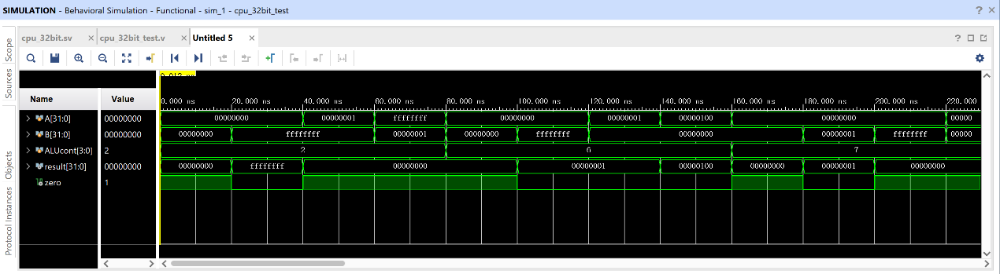 SIMULATION - Behavioral Simulation - Functional - sim_1 - cpu_32bit_test ? ×
cpu_32bit.sv × cpu_32bit_test.v × Untitled 5 × ?
Scope
Sources
Objects
Protocol Instances
Name Value
0.000 ns 20.000 ns 40.000 ns 60.000 ns 80.000 ns 100.000 ns 120.000 ns 140.000 ns 160.000 ns 180.000 ns 200.000 ns 220.000
A[31:0] 00000000 00000000 00000001 ffffffff 00000000 00000001 00000100 00000000 00000
B[31:0] 00000000 00000000 ffffffff 00000001 00000000 ffffffff 00000000 00000001 ffffffff 00000
ALUcont[3:0] 2 2 6 7
result[31:0] 00000000 00000000 ffffffff 00000000 00000001 00000100 00000000 00000001 00000000
zero 1